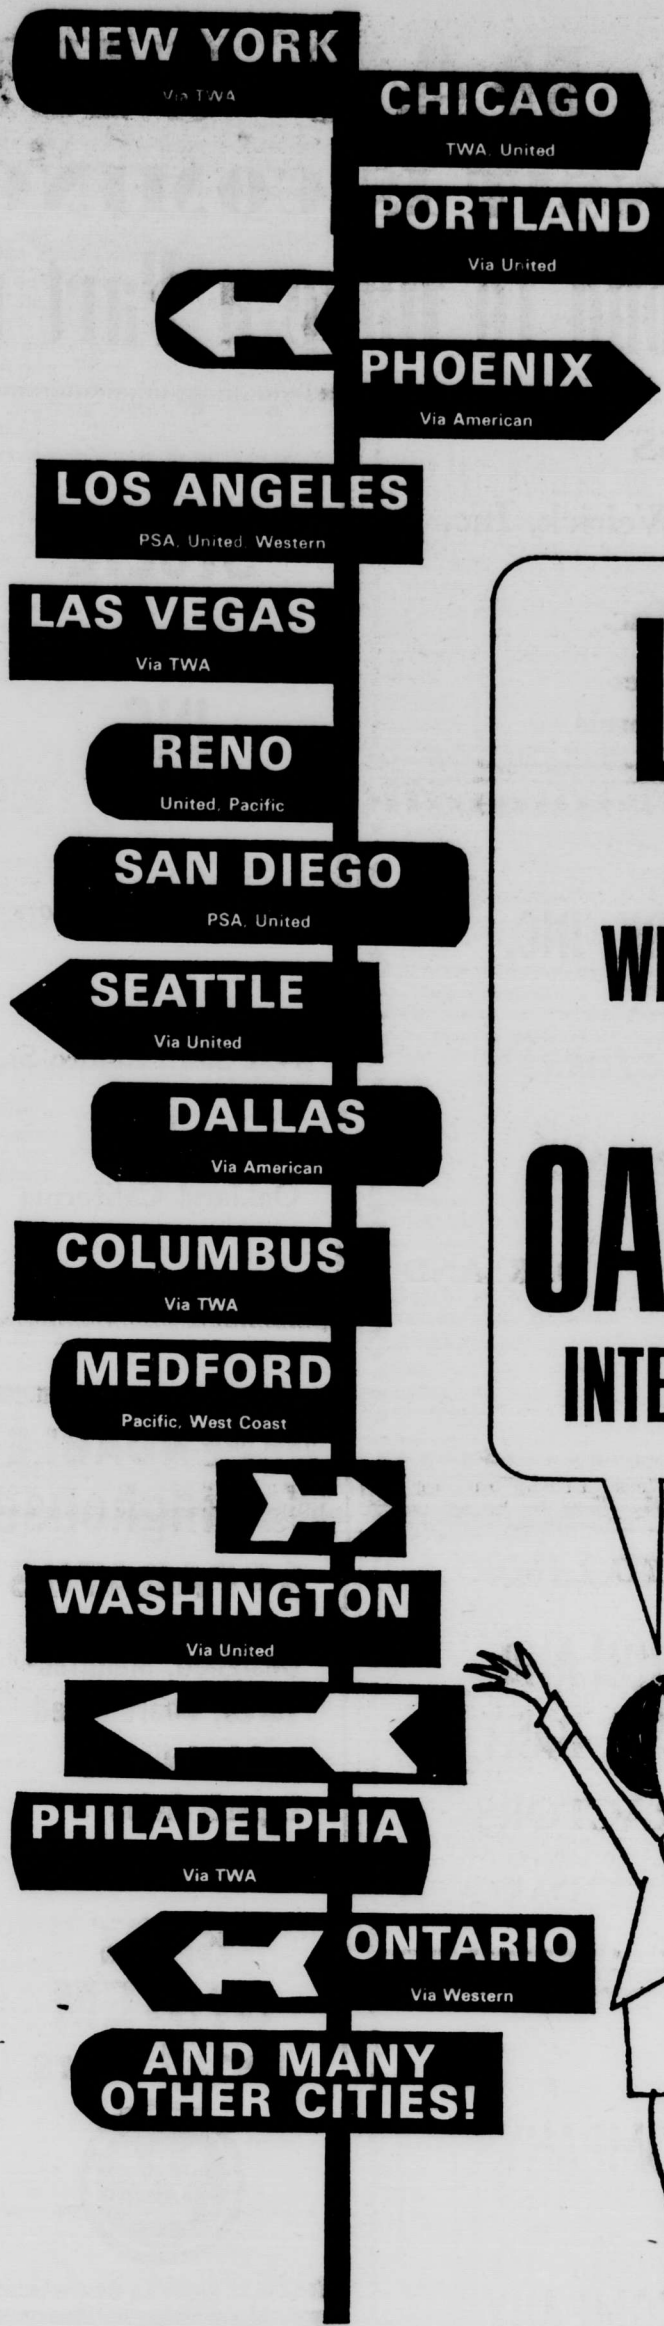 NEW YORK
Via TWA
CHICAGO
TWA, United
PORTLAND
Via United
PHOENIX
Via American
LOS ANGELES
PSA, United, Western
LAS VEGAS
Via TWA
RENO
United, Pacific
SAN DIEGO
PSA, United
SEATTLE
Via United
DALLAS
Via American
COLUMBUS
Via TWA
MEDFORD
Pacific, West Coast
WASHINGTON
Via United
PHILADELPHIA
Via TWA
ONTARIO
Via Western
AND MANY
OTHER CITIES!
OA
INTE